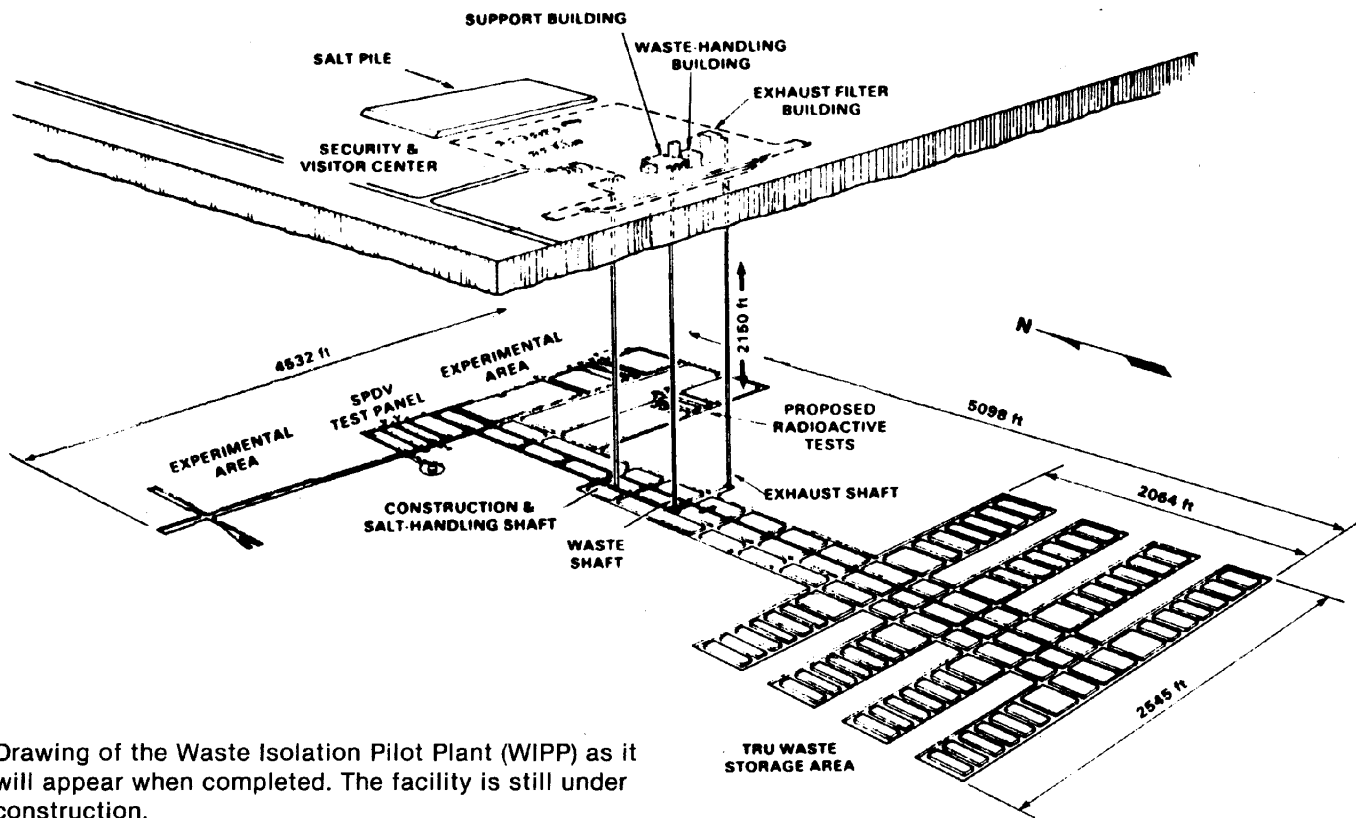 SUPPORT BUILDING
WASTE-HANDLING
BUILDING
SALT PILE
EXHAUST FILTER
BUILDING
SECURITY &
VISITOR CENTER
2150 ft
N
4532 ft
EXPERIMENTAL
AREA
SPDV
TEST PANEL
EXPERIMENTAL
AREA
5098 ft
PROPOSED
RADIOACTIVE
TESTS
EXHAUST SHAFT
2064 ft
CONSTRUCTION &
SALT-HANDLING SHAFT
WASTE
SHAFT
2545 ft
TRU WASTE
STORAGE AREA
Drawing of the Waste Isolation Pilot Plant (WIPP) as it
will appear when completed. The facility is still under
construction.